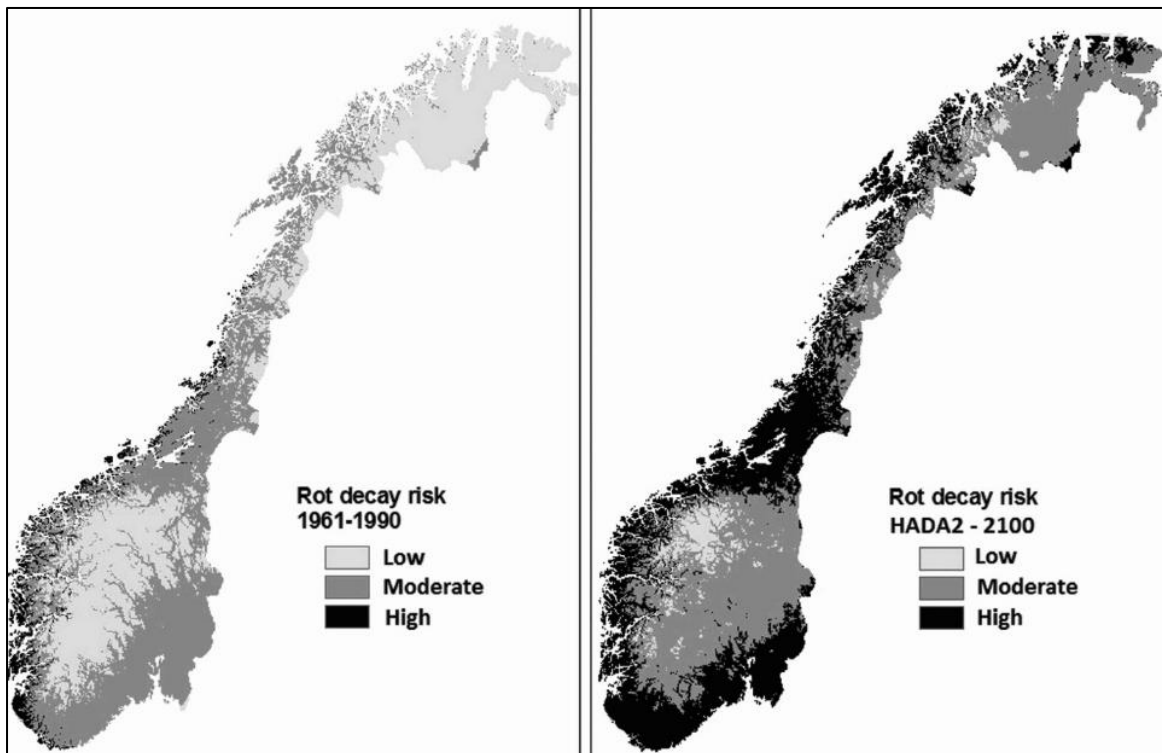 Rot decay risk
1961-1990
Low
Moderate
High
Rot decay risk
HADA2 - 2100
Low
Moderate
High